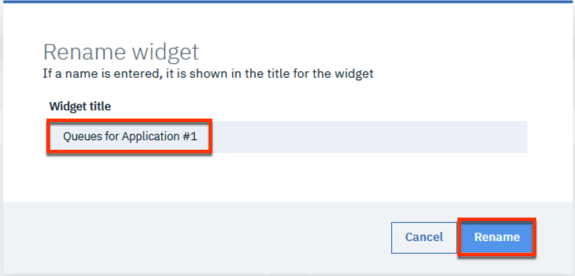 Rename widget
If a name is entered, it is shown in the title for the widget
Widget title
Queues for Application #1
Cancel
Rename